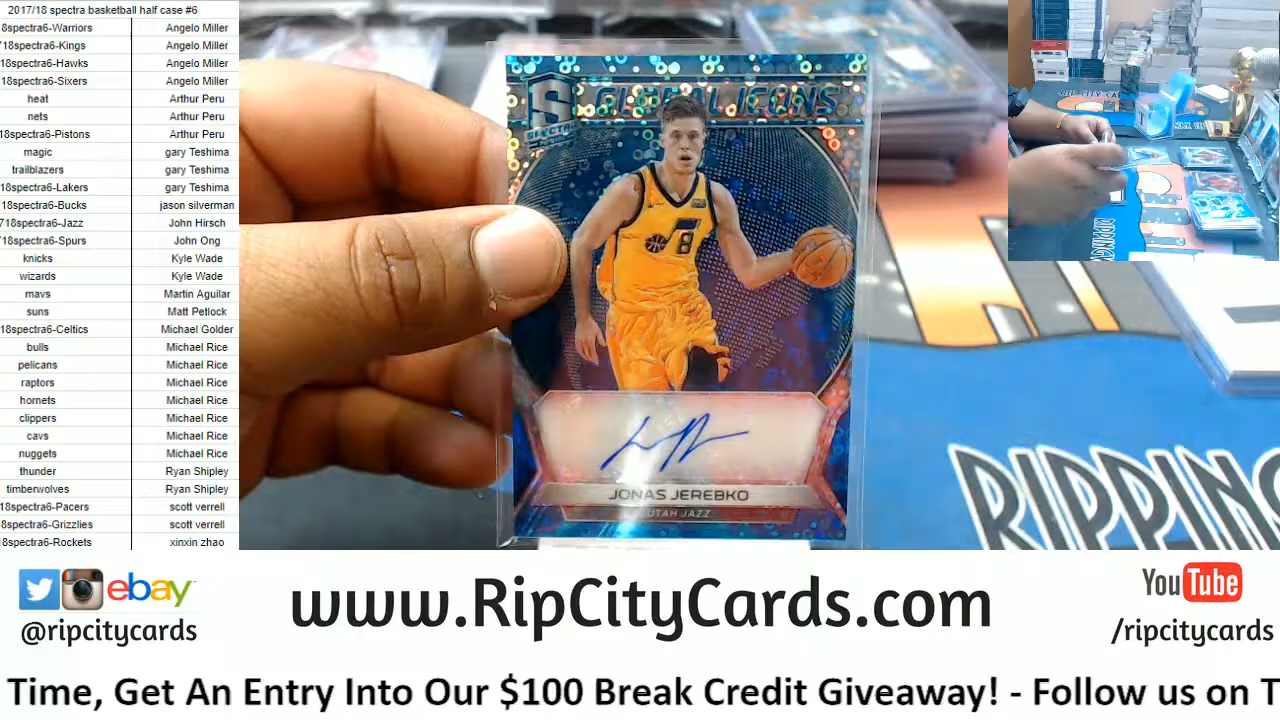 2017/18 spectra basketball half case #6
8spectra6-Warriors Angelo Miller
18spectra6-Kings Angelo Miller
18spectra6-Hawks Angelo Miller
18spectra6-Sixers Angelo Miller
heat Arthur Peru
nets Arthur Peru
18spectra6-Pistons Arthur Peru
magic gary Teshima
trailblazers gary Teshima
18spectra6-Lakers gary Teshima
18spectra6-Bucks jason silverman
718spectra6-Jazz John Hirsch
18spectra6-Spurs John Ong
knicks Kyle Wade
wizards Kyle Wade
mavs Martin Aguilar
suns Matt Petlock
18spectra6-Celtics Michael Golder
bulls Michael Rice
pelicans Michael Rice
raptors Michael Rice
hornets Michael Rice
clippers Michael Rice
cavs Michael Rice
nuggets Michael Rice
thunder Ryan Shipley
timberwolves Ryan Shipley
18spectra6-Pacers scott verrell
8spectra6-Grizzlies scott verrell
18spectra6-Rockets xinxin zhao
S GLOBAL ICONS
SPECTRA
8
JONAS JEREBKO
UTAH JAZZ
RIP CITY CA
RIPPING
RIPPING
ebay
@ripcitycards
www.RipCityCards.com
YouTube
/ripcitycards
Time, Get An Entry Into Our $100 Break Credit Giveaway! - Follow us on T